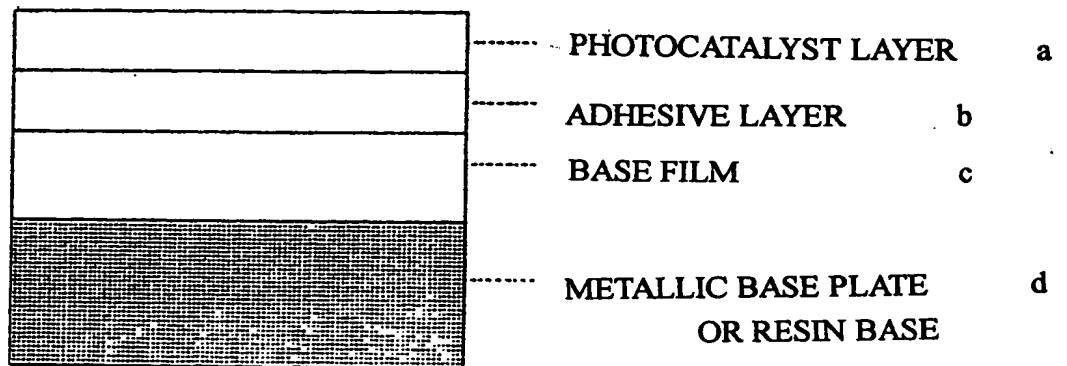 PHOTOCATALYST LAYER a
ADHESIVE LAYER b
BASE FILM c
METALLIC BASE PLATE d
OR RESIN BASE